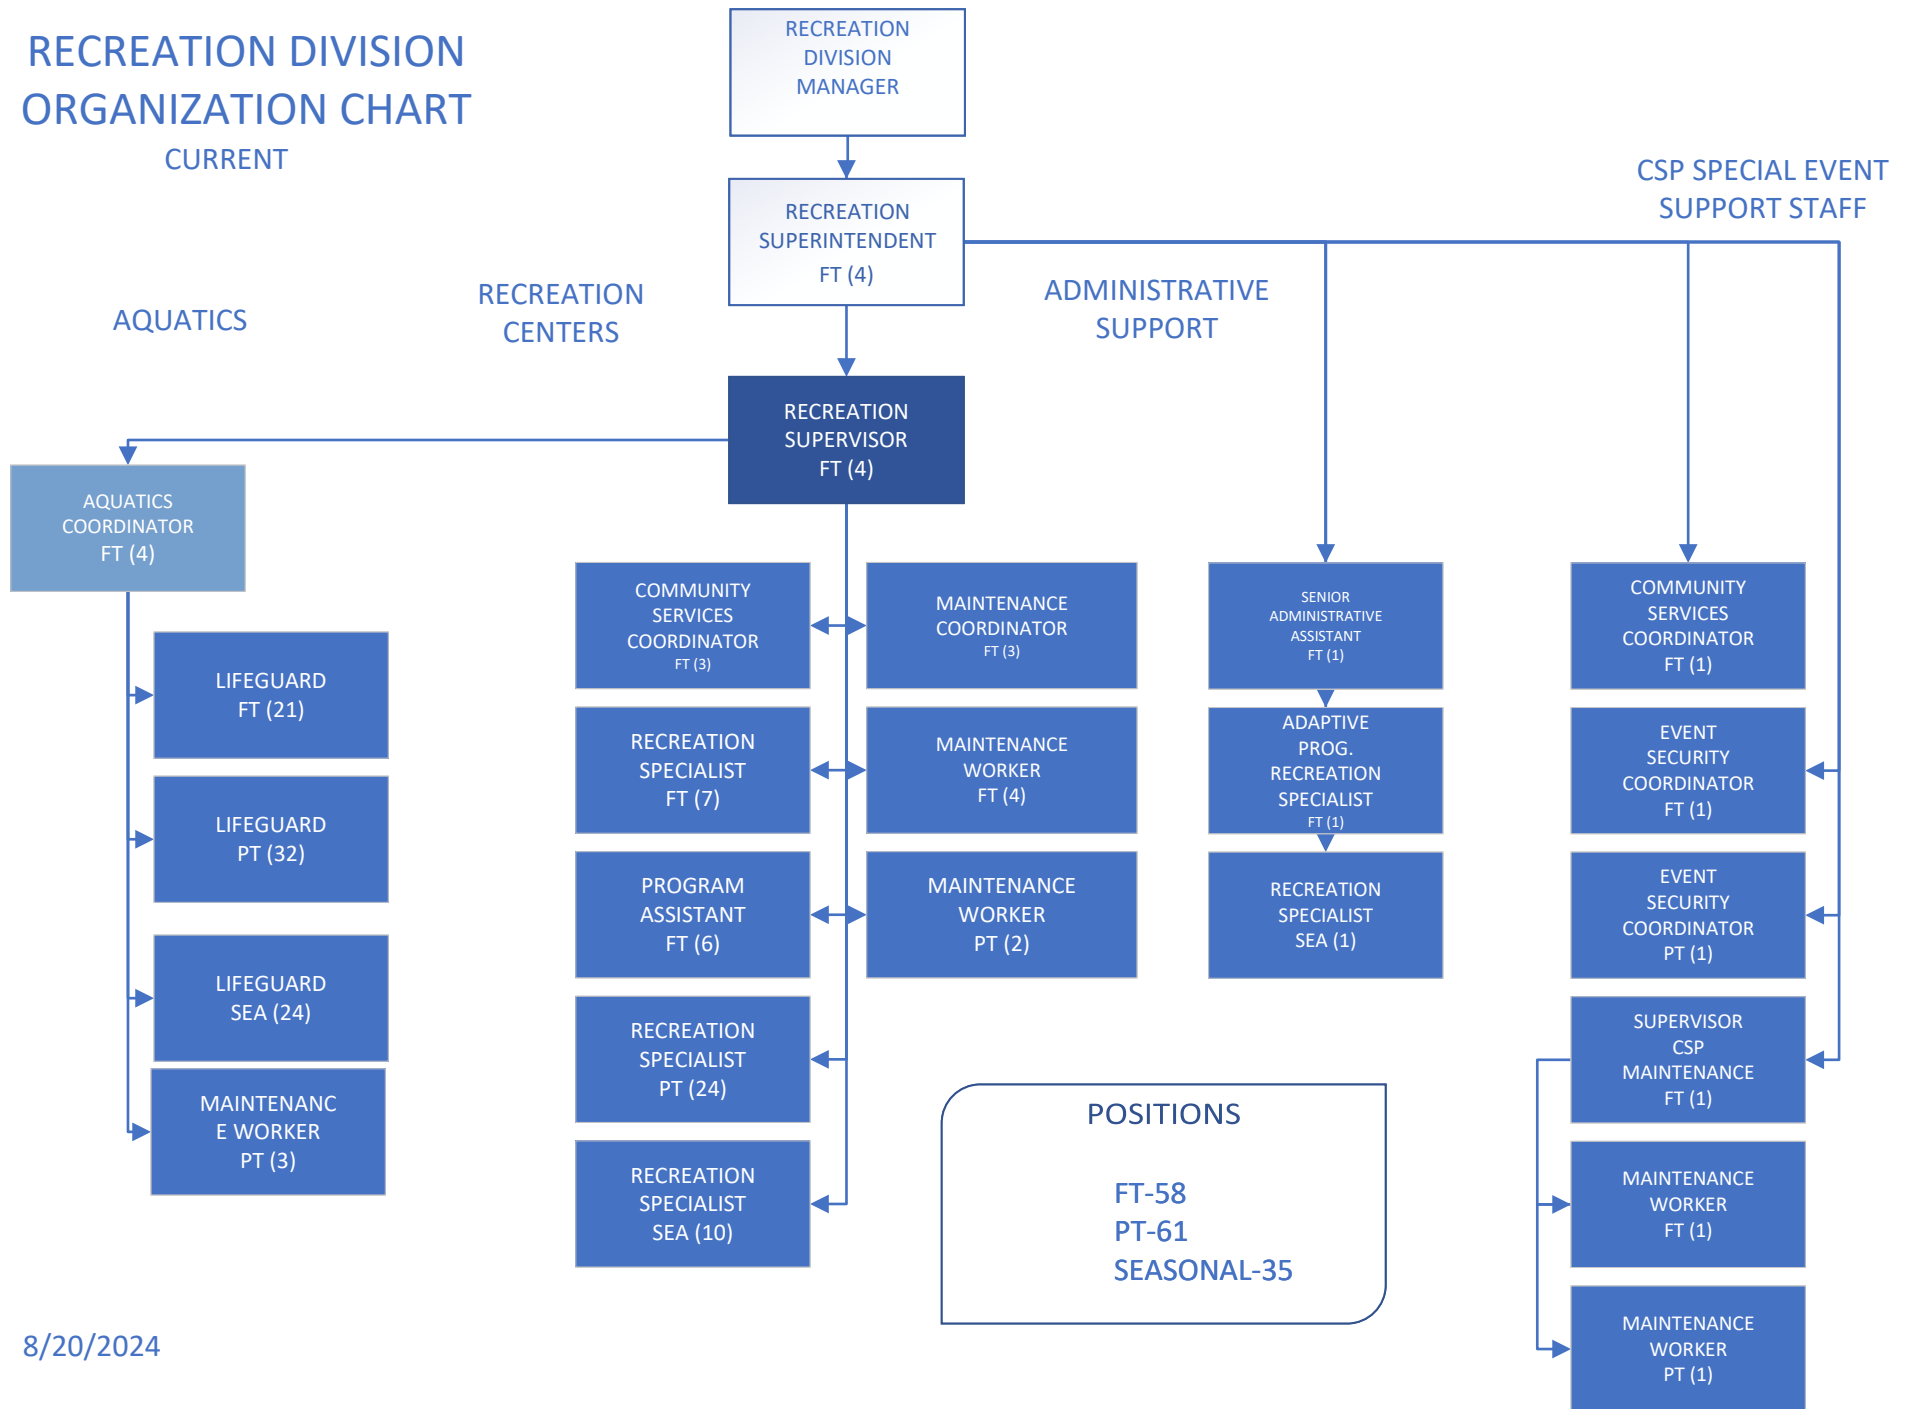 RECREATION DIVISION
ORGANIZATION CHART
CURRENT
RECREATION
DIVISION
MANAGER
RECREATION
SUPERINTENDENT
FT (4)
CSP SPECIAL EVENT
SUPPORT STAFF
AQUATICS
RECREATION
CENTERS
ADMINISTRATIVE
SUPPORT
RECREATION
SUPERVISOR
FT (4)
AQUATICS
COORDINATOR
FT (4)
LIFEGUARD
FT (21)
LIFEGUARD
PT (32)
LIFEGUARD
SEA (24)
MAINTENANC
E WORKER
PT (3)
COMMUNITY
SERVICES
COORDINATOR
FT (3)
RECREATION
SPECIALIST
FT (7)
PROGRAM
ASSISTANT
FT (6)
RECREATION
SPECIALIST
PT (24)
RECREATION
SPECIALIST
SEA (10)
MAINTENANCE
COORDINATOR
FT (3)
MAINTENANCE
WORKER
FT (4)
MAINTENANCE
WORKER
PT (2)
SENIOR
ADMINISTRATIVE
ASSISTANT
FT (1)
ADAPTIVE
PROG.
RECREATION
SPECIALIST
FT (1)
RECREATION
SPECIALIST
SEA (1)
COMMUNITY
SERVICES
COORDINATOR
FT (1)
EVENT
SECURITY
COORDINATOR
FT (1)
EVENT
SECURITY
COORDINATOR
PT (1)
SUPERVISOR
CSP
MAINTENANCE
FT (1)
MAINTENANCE
WORKER
FT (1)
MAINTENANCE
WORKER
PT (1)
POSITIONS
FT-58
PT-61
SEASONAL-35
8/20/2024